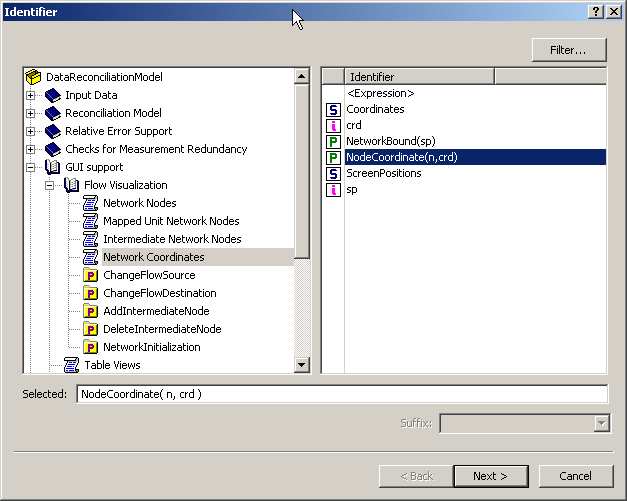 Identifier
?
Filter...
DataReconciliationModel
Input Data
Reconciliation Model
Relative Error Support
Checks for Measurement Redundancy
GUI support
Flow Visualization
Network Nodes
Mapped Unit Network Nodes
Intermediate Network Nodes
Network Coordinates
P ChangeFlowSource
P ChangeFlowDestination
P AddIntermediateNode
P DeleteIntermediateNode
P NetworkInitialization
Table Views
Identifier
<Expression>
S Coordinates
i crd
P NetworkBound(sp)
P NodeCoordinate(n,crd)
S ScreenPositions
i sp
Selected: NodeCoordinate( n, crd )
Suffix:
< Back Next > Cancel